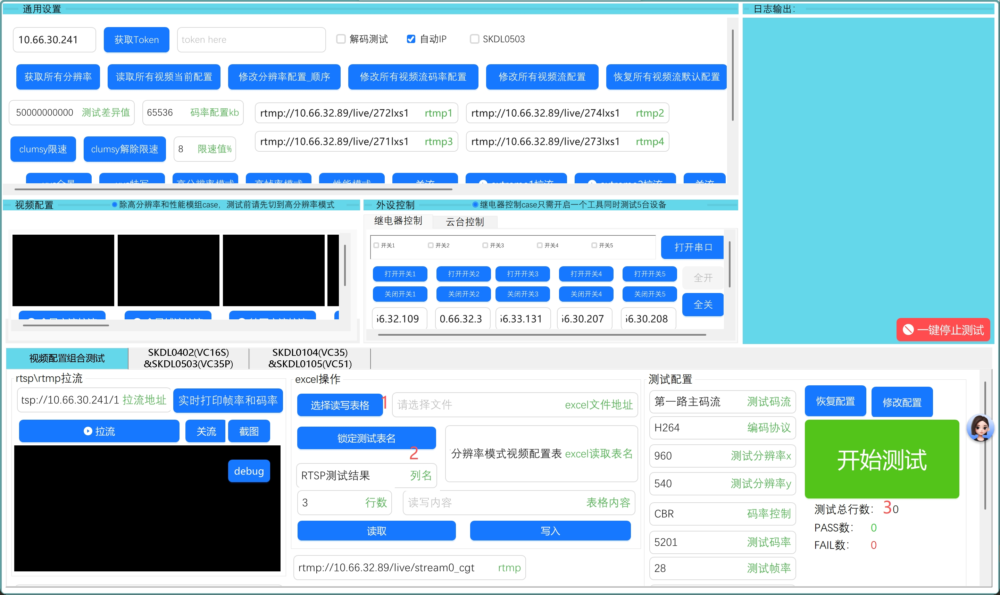 通用设置
日志输出：
10.66.30.241
获取Token
token here
解码测试
自动IP
SKDL0503
获取所有分辨率
读取所有视频当前配置
修改分辨率配置_顺序
修改所有视频流码率配置
修改所有视频流配置
恢复所有视频流默认配置
50000000000 测试差异值
65536 码率配置kb
rtmp://10.66.32.89/live/272lxs1 rtmp1
rtmp://10.66.32.89/live/274lxs1 rtmp2
rtmp://10.66.32.89/live/271lxs1 rtmp3
rtmp://10.66.32.89/live/273lxs1 rtmp4
clumsy限速
clumsy解除限速
8 限速值%
高分辨率模式
高帧率模式
性能模式
关流
关流
视频配置
除高分辨率和性能模组case，测试前请先切到高分辨率模式
外设控制
继电器控制case只需开启一个工具同时测试5台设备
继电器控制
云台控制
开关1
开关2
开关3
开关4
开关5
打开串口
打开开关1
打开开关2
打开开关3
打开开关4
打开开关5
全开
关闭开关1
关闭开关2
关闭开关3
关闭开关4
关闭开关5
全关
6.32.109
0.66.32.3
6.33.131
6.30.207
6.30.208
一键停止测试
视频配置组合测试
SKDL0402(VC16S)
&SKDL0503(VC35P)
SKDL0104(VC35)
&SKDL0105(VC51)
rtsp\rtmp拉流
tsp://10.66.30.241/1 拉流地址
实时打印帧率和码率
拉流
关流
截图
debug
excel操作
选择读写表格 1
请选择文件 excel文件地址
锁定测试表名
2
分辨率模式视频配置表 excel读取表名
RTSP测试结果 列名
3 行数
读写内容 表格内容
读取
写入
rtmp://10.66.32.89/live/stream0_cgt rtmp
测试配置
第一路主码流 测试码流
H264 编码协议
960 测试分辨率x
540 测试分辨率y
CBR 码率控制
5201 测试码率
28 测试帧率
恢复配置
修改配置
开始测试
测试总行数： 3 0
PASS数： 0
FAIL数： 0